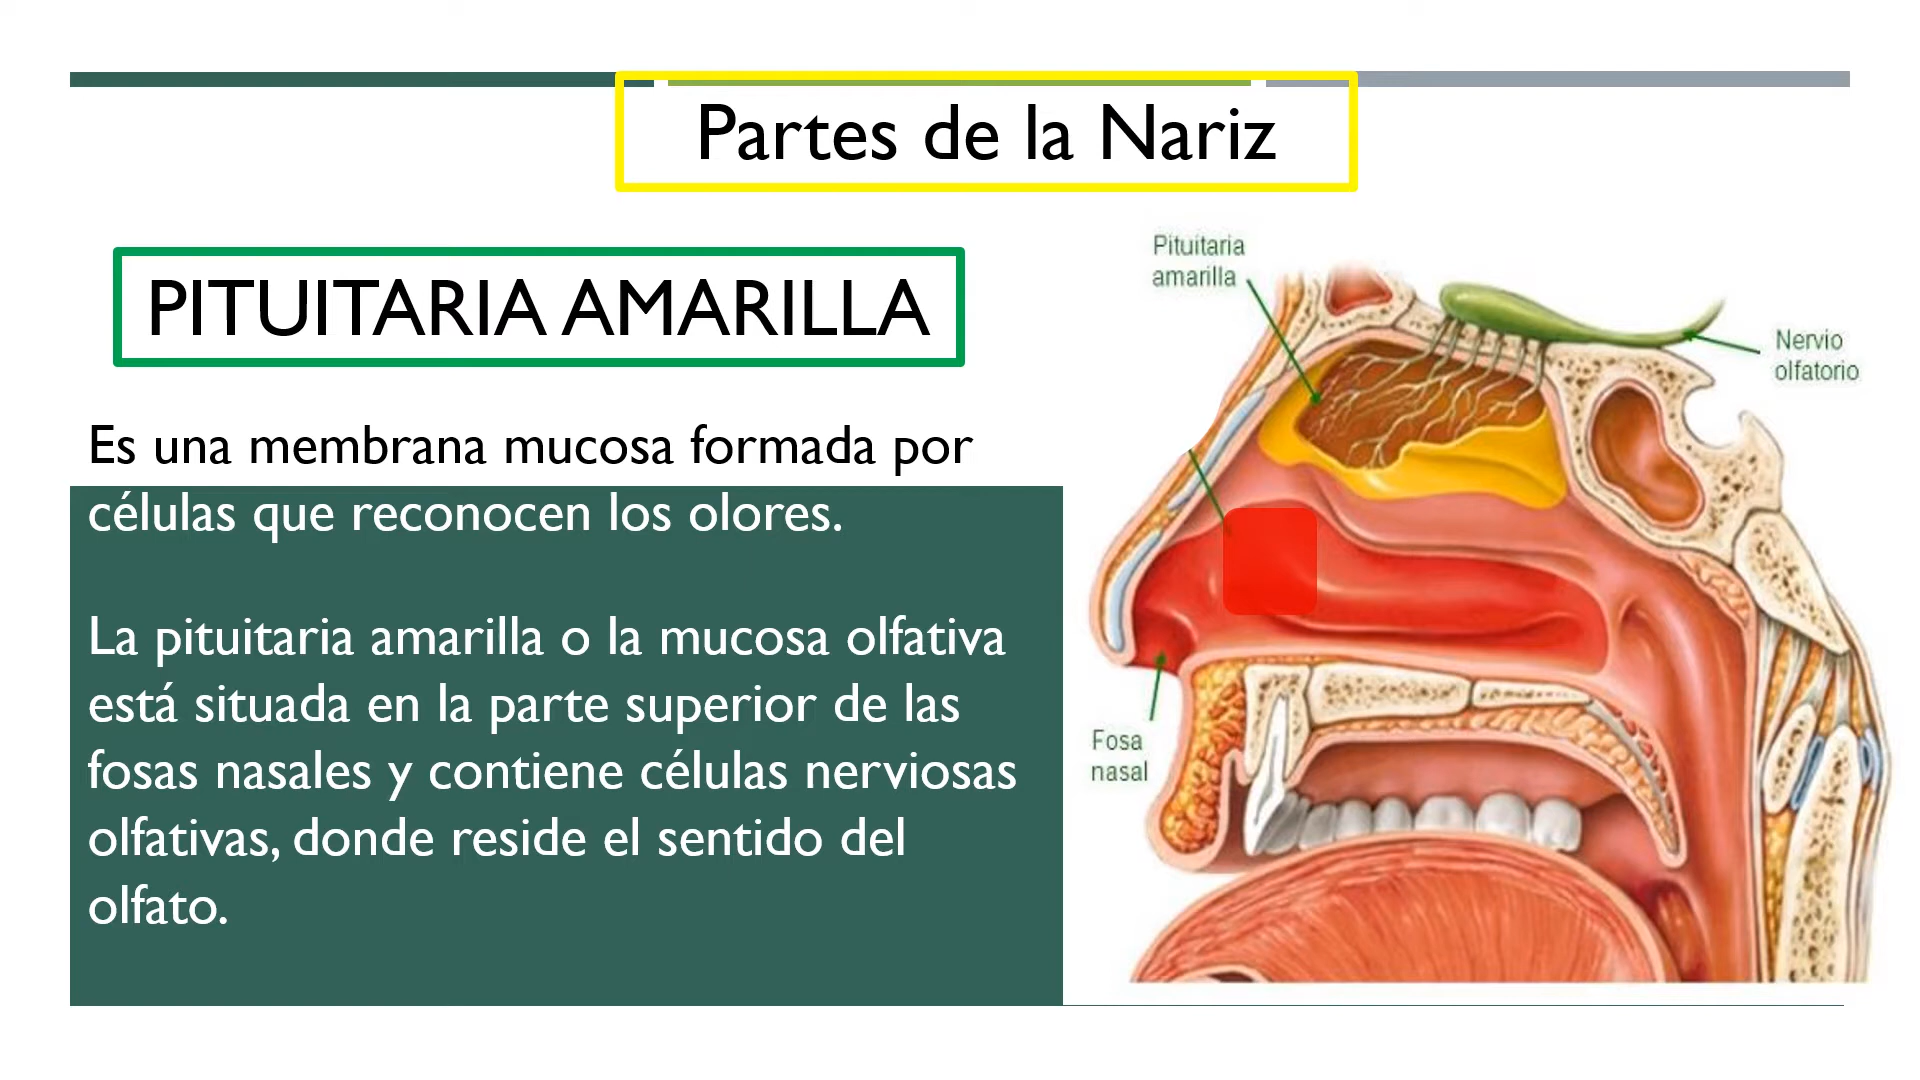 Partes de la Nariz
PITUITARIA AMARILLA
Es una membrana mucosa formada por
células que reconocen los olores.
La pituitaria amarilla o la mucosa olfativa
está situada en la parte superior de las
fosas nasales y contiene células nerviosas
olfativas, donde reside el sentido del
olfato.
Pituitaria
amarilla
Nervio
olfatorio
Fosa
nasal